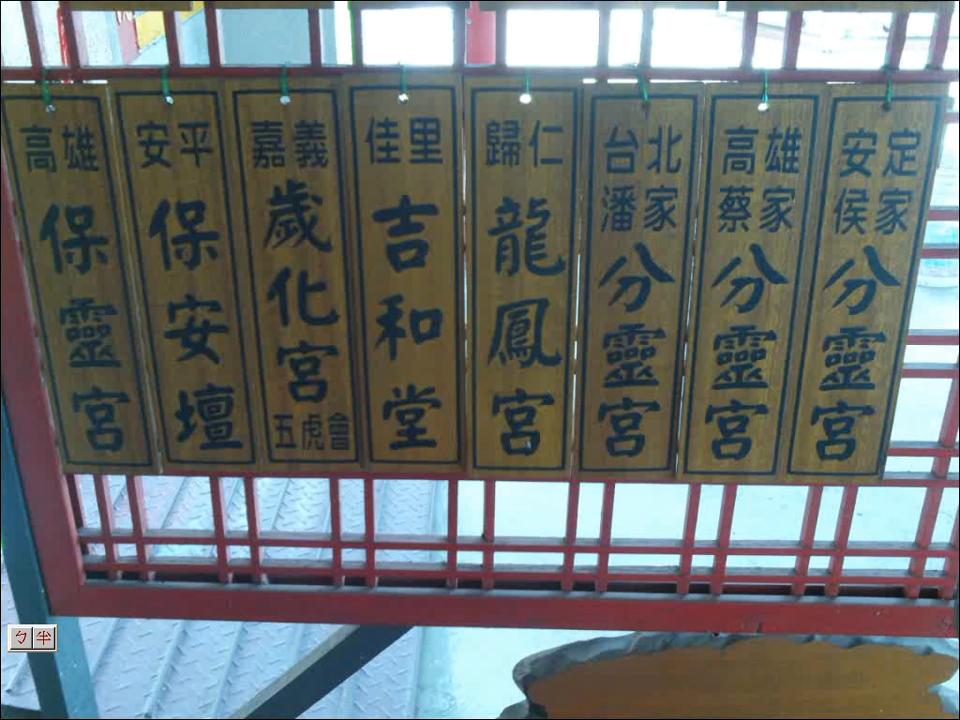 高雄
保靈宮
安平
保安壇
嘉義
歲化宮
五虎會
佳里
吉和堂
歸仁
龍鳳宮
台北
潘家
分靈宮
高雄
蔡家
分靈宮
安定
侯家
分靈宮
ㄅ半